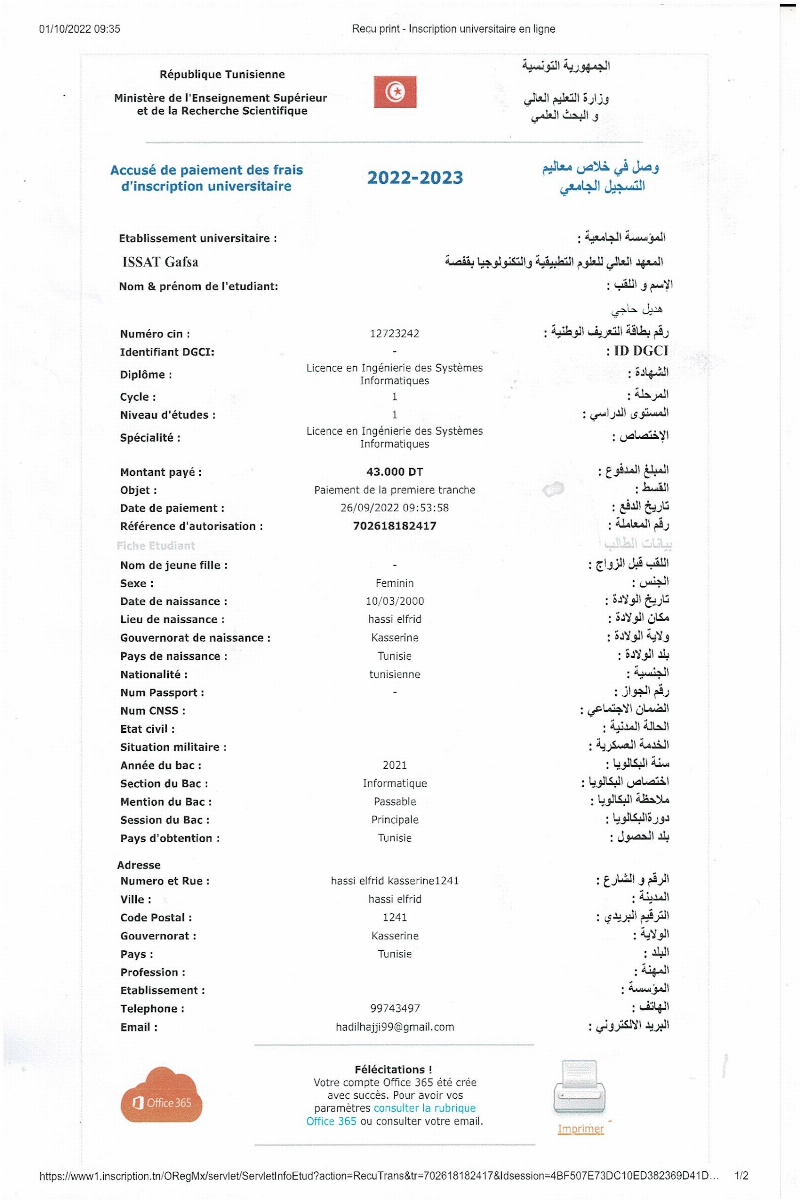 01/10/2022 09:35 Recu print - Inscription universitaire en ligne
République Tunisienne الجمهورية التونسية
Ministère de l'Enseignement Supérieur وزارة التعليم العالي
et de la Recherche Scientifique و البحث العلمي
Accusé de paiement des frais 2022-2023 وصل في خلاص معاليم
d'inscription universitaire التسجيل الجامعي
Etablissement universitaire : المؤسسة الجامعية :
ISSAT Gafsa المعهد العالي للعلوم التطبيقية والتكنولوجيا بقفصة
Nom & prénom de l'etudiant: الإسم و اللقب :
هديل حاجي
Numéro cin : 12723242 رقم بطاقة التعريف الوطنية :
Identifiant DGCI: - ID DGCI :
Diplôme : Licence en Ingénierie des Systèmes الشهادة :
Informatiques
Cycle : 1 المرحلة :
Niveau d'études : 1 المستوى الدراسي :
Spécialité : Licence en Ingénierie des Systèmes الإختصاص :
Informatiques
Montant payé : 43.000 DT المبلغ المدفوع :
Objet : Paiement de la premiere tranche القسط :
Date de paiement : 26/09/2022 09:53:58 تاريخ الدفع :
Référence d'autorisation : 702618182417 رقم المعاملة :
Fiche Etudiant بيانات الطالب
Nom de jeune fille : - اللقب قبل الزواج :
Sexe : Feminin الجنس :
Date de naissance : 10/03/2000 تاريخ الولادة :
Lieu de naissance : hassi elfrid مكان الولادة :
Gouvernorat de naissance : Kasserine ولاية الولادة :
Pays de naissance : Tunisie بلد الولادة :
Nationalité : tunisienne الجنسية :
Num Passport : - رقم الجواز :
Num CNSS : الضمان الاجتماعي :
Etat civil : الحالة المدنية :
Situation militaire : الخدمة العسكرية :
Année du bac : 2021 سنة البكالويا :
Section du Bac : Informatique اختصاص البكالويا :
Mention du Bac : Passable ملاحظة البكالويا :
Session du Bac : Principale دورةالبكالويا :
Pays d'obtention : Tunisie بلد الحصول :
Adresse
Numero et Rue : hassi elfrid kasserine1241 الرقم و الشارع :
Ville : hassi elfrid المدينة :
Code Postal : 1241 الترقيم البريدي :
Gouvernorat : Kasserine الولاية :
Pays : Tunisie البلد :
Profession : المهنة :
Etablissement : المؤسسة :
Telephone : 99743497 الهاتف :
Email : hadilhajji99@gmail.com البريد الالكتروني :
Félécitations !
Votre compte Office 365 été crée
avec succès. Pour avoir vos
paramètres consulter la rubrique
Office 365 ou consulter votre email.
Office 365
Imprimer
https://www1.inscription.tn/ORegMx/servlet/ServletInfoEtud?action=RecuTrans&tr=702618182417&Idsession=4BF507E73DC10ED382369D41D... 1/2